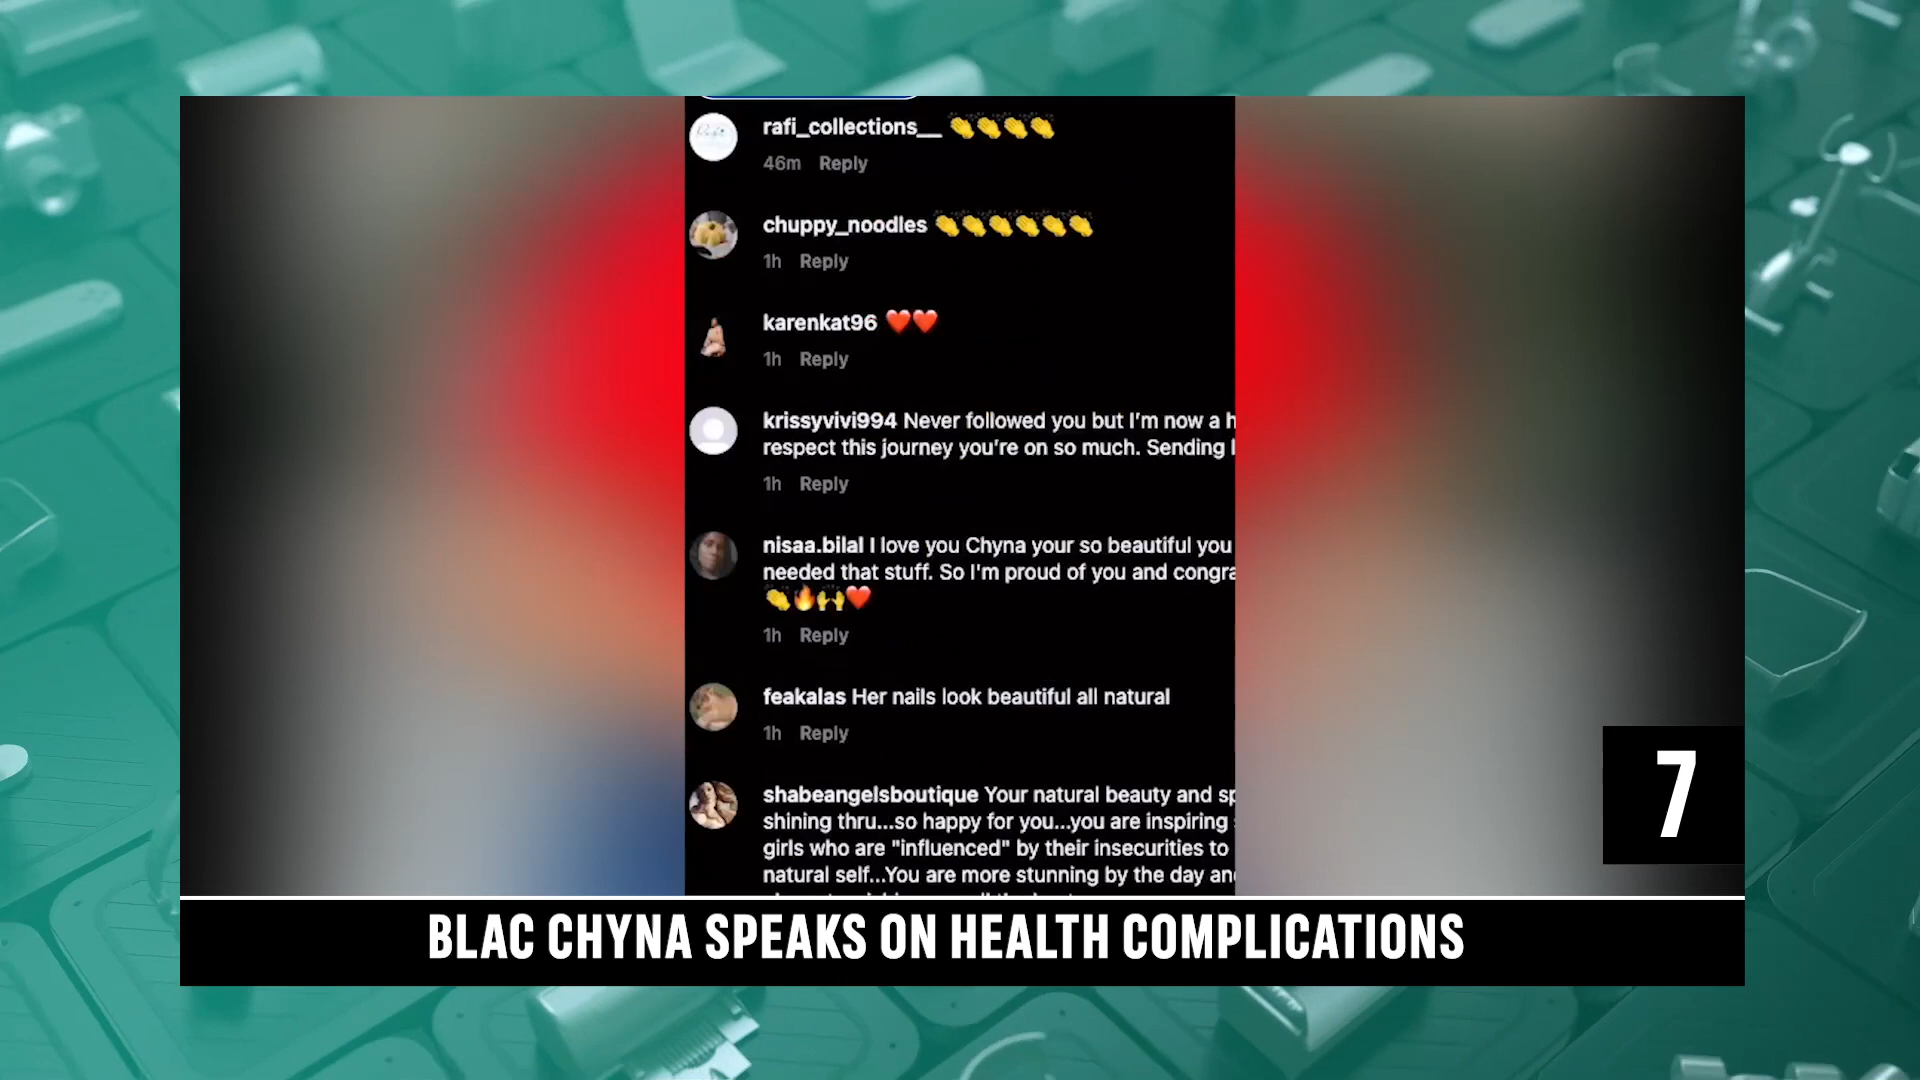 rafi_collections__ 👏👏👏👏
46m Reply
chuppy_noodles 👏👏👏👏👏👏
1h Reply
karenkat96 ❤️❤️
1h Reply
krissyvivi994 Never followed you but I'm now a h
respect this journey you're on so much. Sending l
1h Reply
nisaa.bilal I love you Chyna your so beautiful you
needed that stuff. So I'm proud of you and congra
👏🔥🙌❤️
1h Reply
feakalas Her nails look beautiful all natural
1h Reply
shabeangelsboutique Your natural beauty and sp
shining thru...so happy for you...you are inspiring
girls who are "influenced" by their insecurities to
natural self...You are more stunning by the day and
7
BLAC CHYNA SPEAKS ON HEALTH COMPLICATIONS